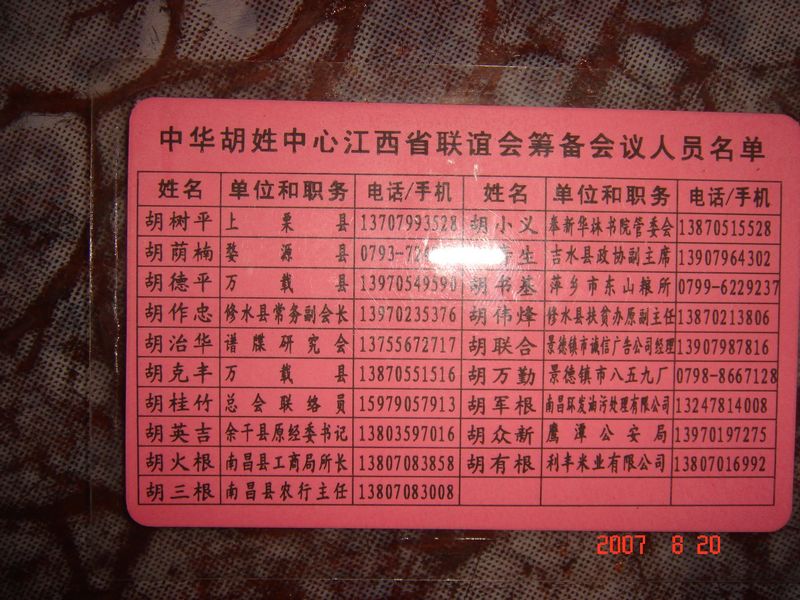 中华胡姓中心江西省联谊会筹备会议人员名单
姓名 单位和职务 电话/手机 姓名 单位和职务 电话/手机
胡树平 上栗县 13707993528 胡小义 奉新华林书院管委会 13870515528
胡荫楠 婺源县 0793-72 生 吉水县政协副主席 13907964302
胡德平 万载县 13970549590 胡书基 萍乡市东山粮所 0799-6229237
胡作忠 修水县常务副会长 13970235376 胡伟烽 修水县扶贫办原副主任 13870213806
胡治华 谱牒研究会 13755672717 胡联合 景德镇市诚信广告公司经理 13907987816
胡克丰 万载县 13870551516 胡万勤 景德镇市八五九厂 0798-8667128
胡桂竹 总会联络员 15979057913 胡军根 南昌环发油污处理有限公司 13247814008
胡英吉 余干县原经委书记 13803597016 胡众新 鹰潭公安局 13970197275
胡火根 南昌县工商局所长 13807083858 胡有根 利丰米业有限公司 13807016992
胡三根 南昌县农行主任 13807083008
2007 8 20